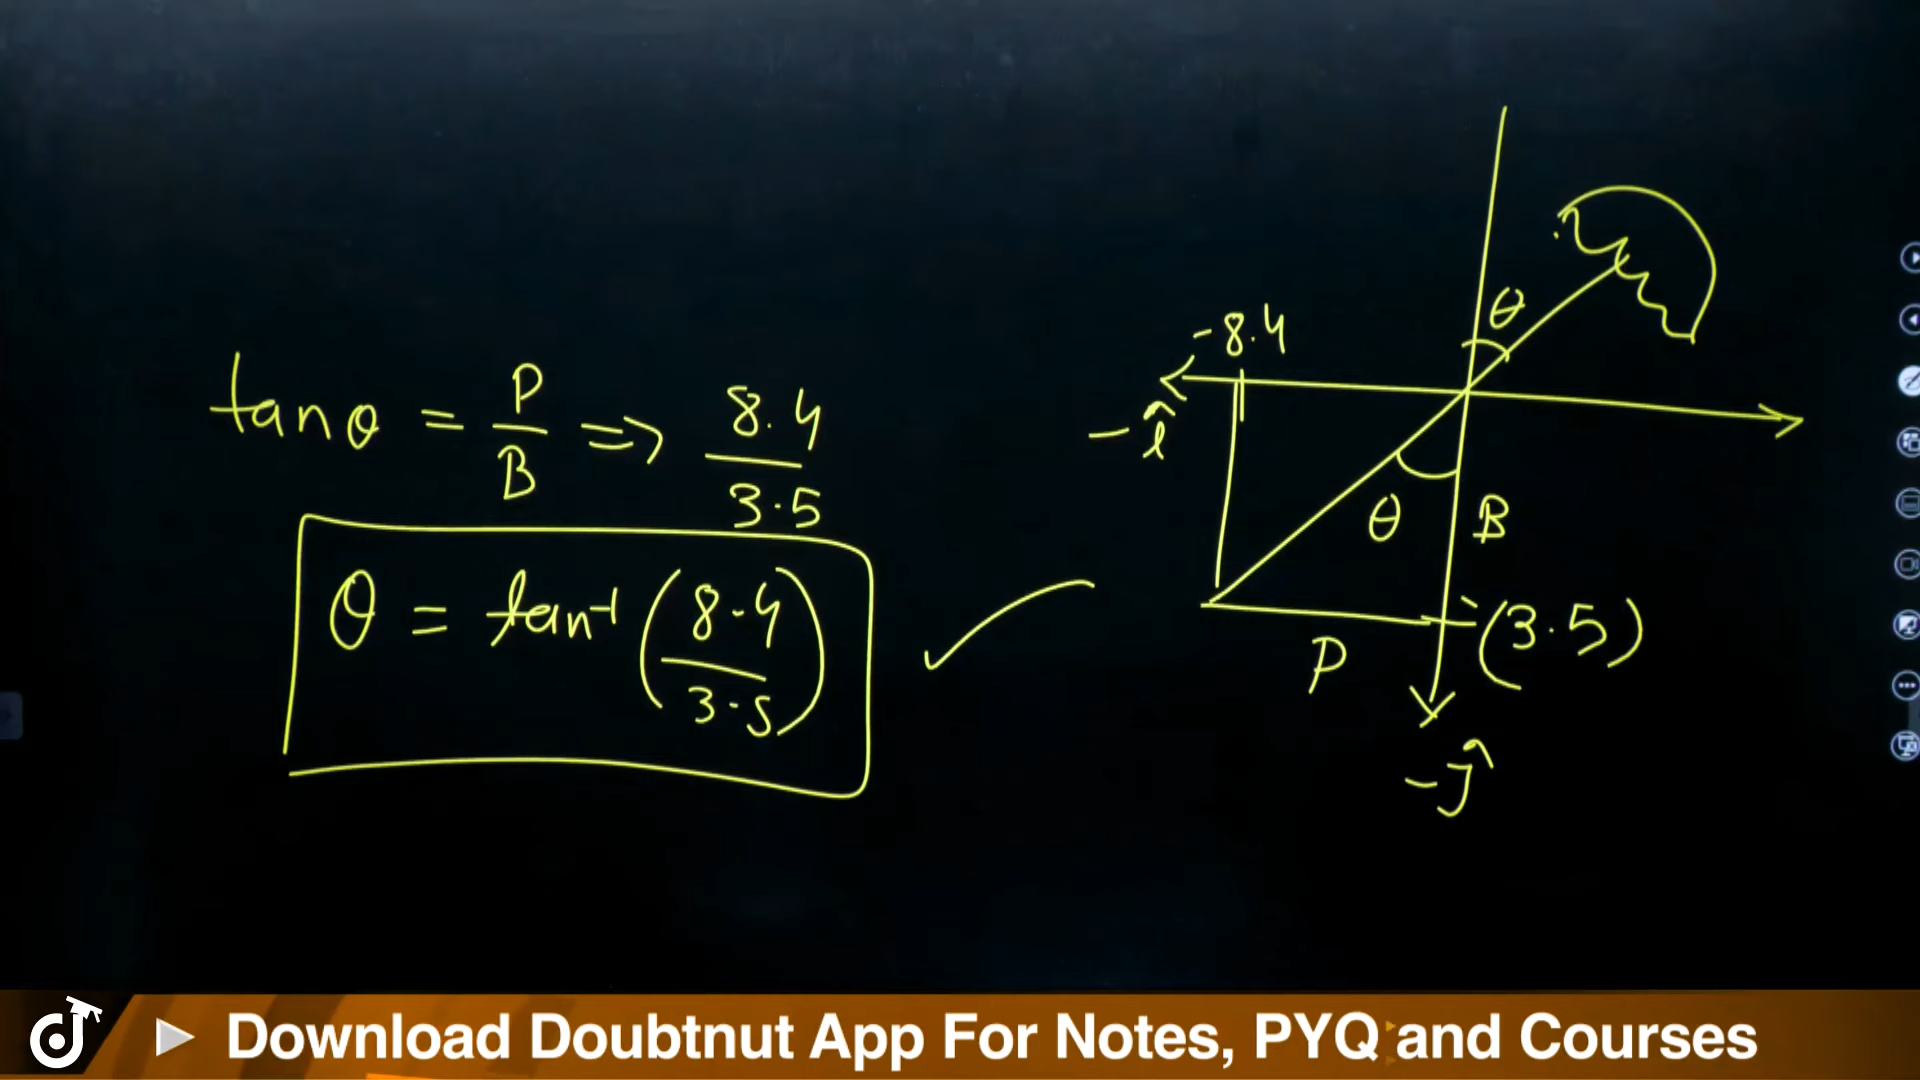 tanθ = P/B => 8.4/3.5
θ = tan⁻¹(8.4/3.5)
θ
-8.4
-î
θ
B
(3.5)
P
-ĵ
Download Doubtnut App For Notes, PYQ and Courses